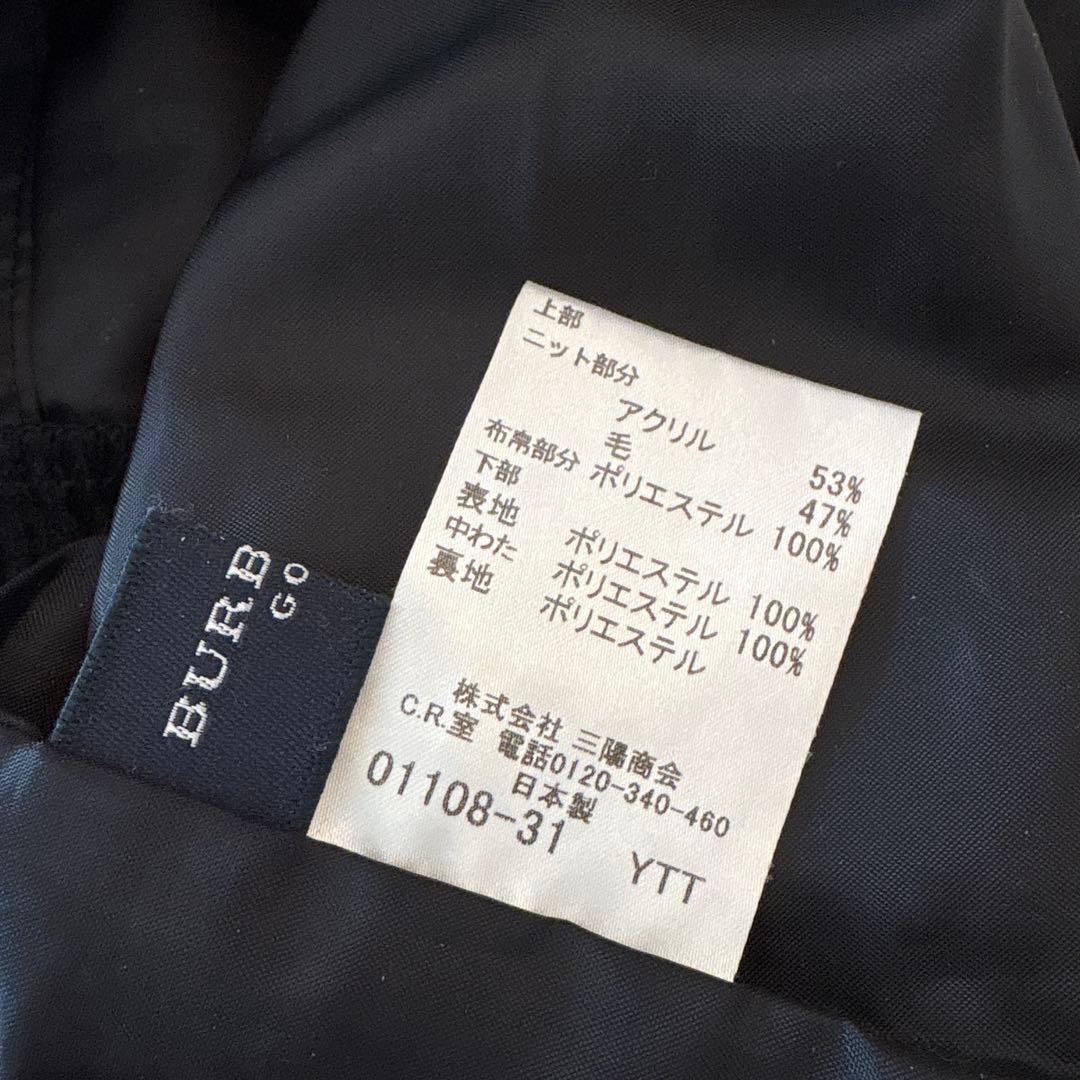 上部
ニット部分
アクリル 53%
毛 47%
布帛部分 ポリエステル 100%
下部
表地 ポリエステル 100%
中わた ポリエステル 100%
裏地 ポリエステル
株式会社 三陽商会
C.R.室 電話0120-340-460
日本製
01108-31 YTT
BURB
GO